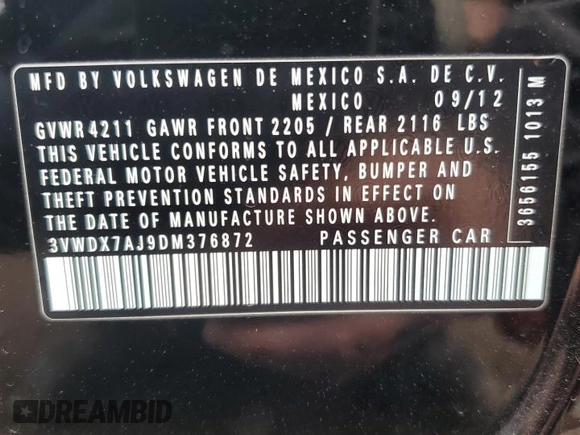 MFD BY VOLKSWAGEN DE MEXICO S.A. DE C.V.
MEXICO 09/12
GVWR 4211 GAWR FRONT 2205 / REAR 2116 LBS
THIS VEHICLE CONFORMS TO ALL APPLICABLE U.S.
FEDERAL MOTOR VEHICLE SAFETY, BUMPER AND
THEFT PREVENTION STANDARDS IN EFFECT ON
THE DATE OF MANUFACTURE SHOWN ABOVE.
3VWDX7AJ9DM376872 PASSENGER CAR
3656155 1013 M
DREAMBID